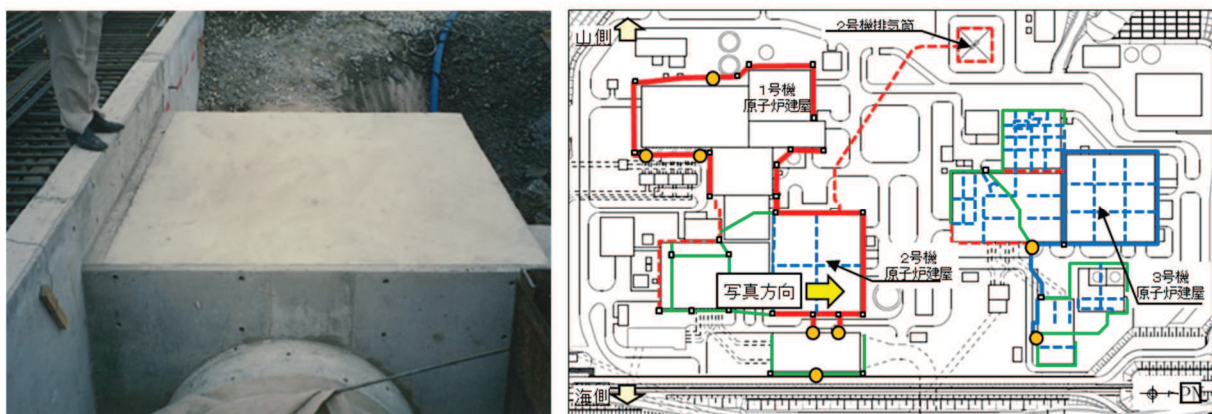 山側
2号機排気筒
1号機
原子炉建屋
2号機
原子炉建屋
3号機
原子炉建屋
写真方向
海側
PN